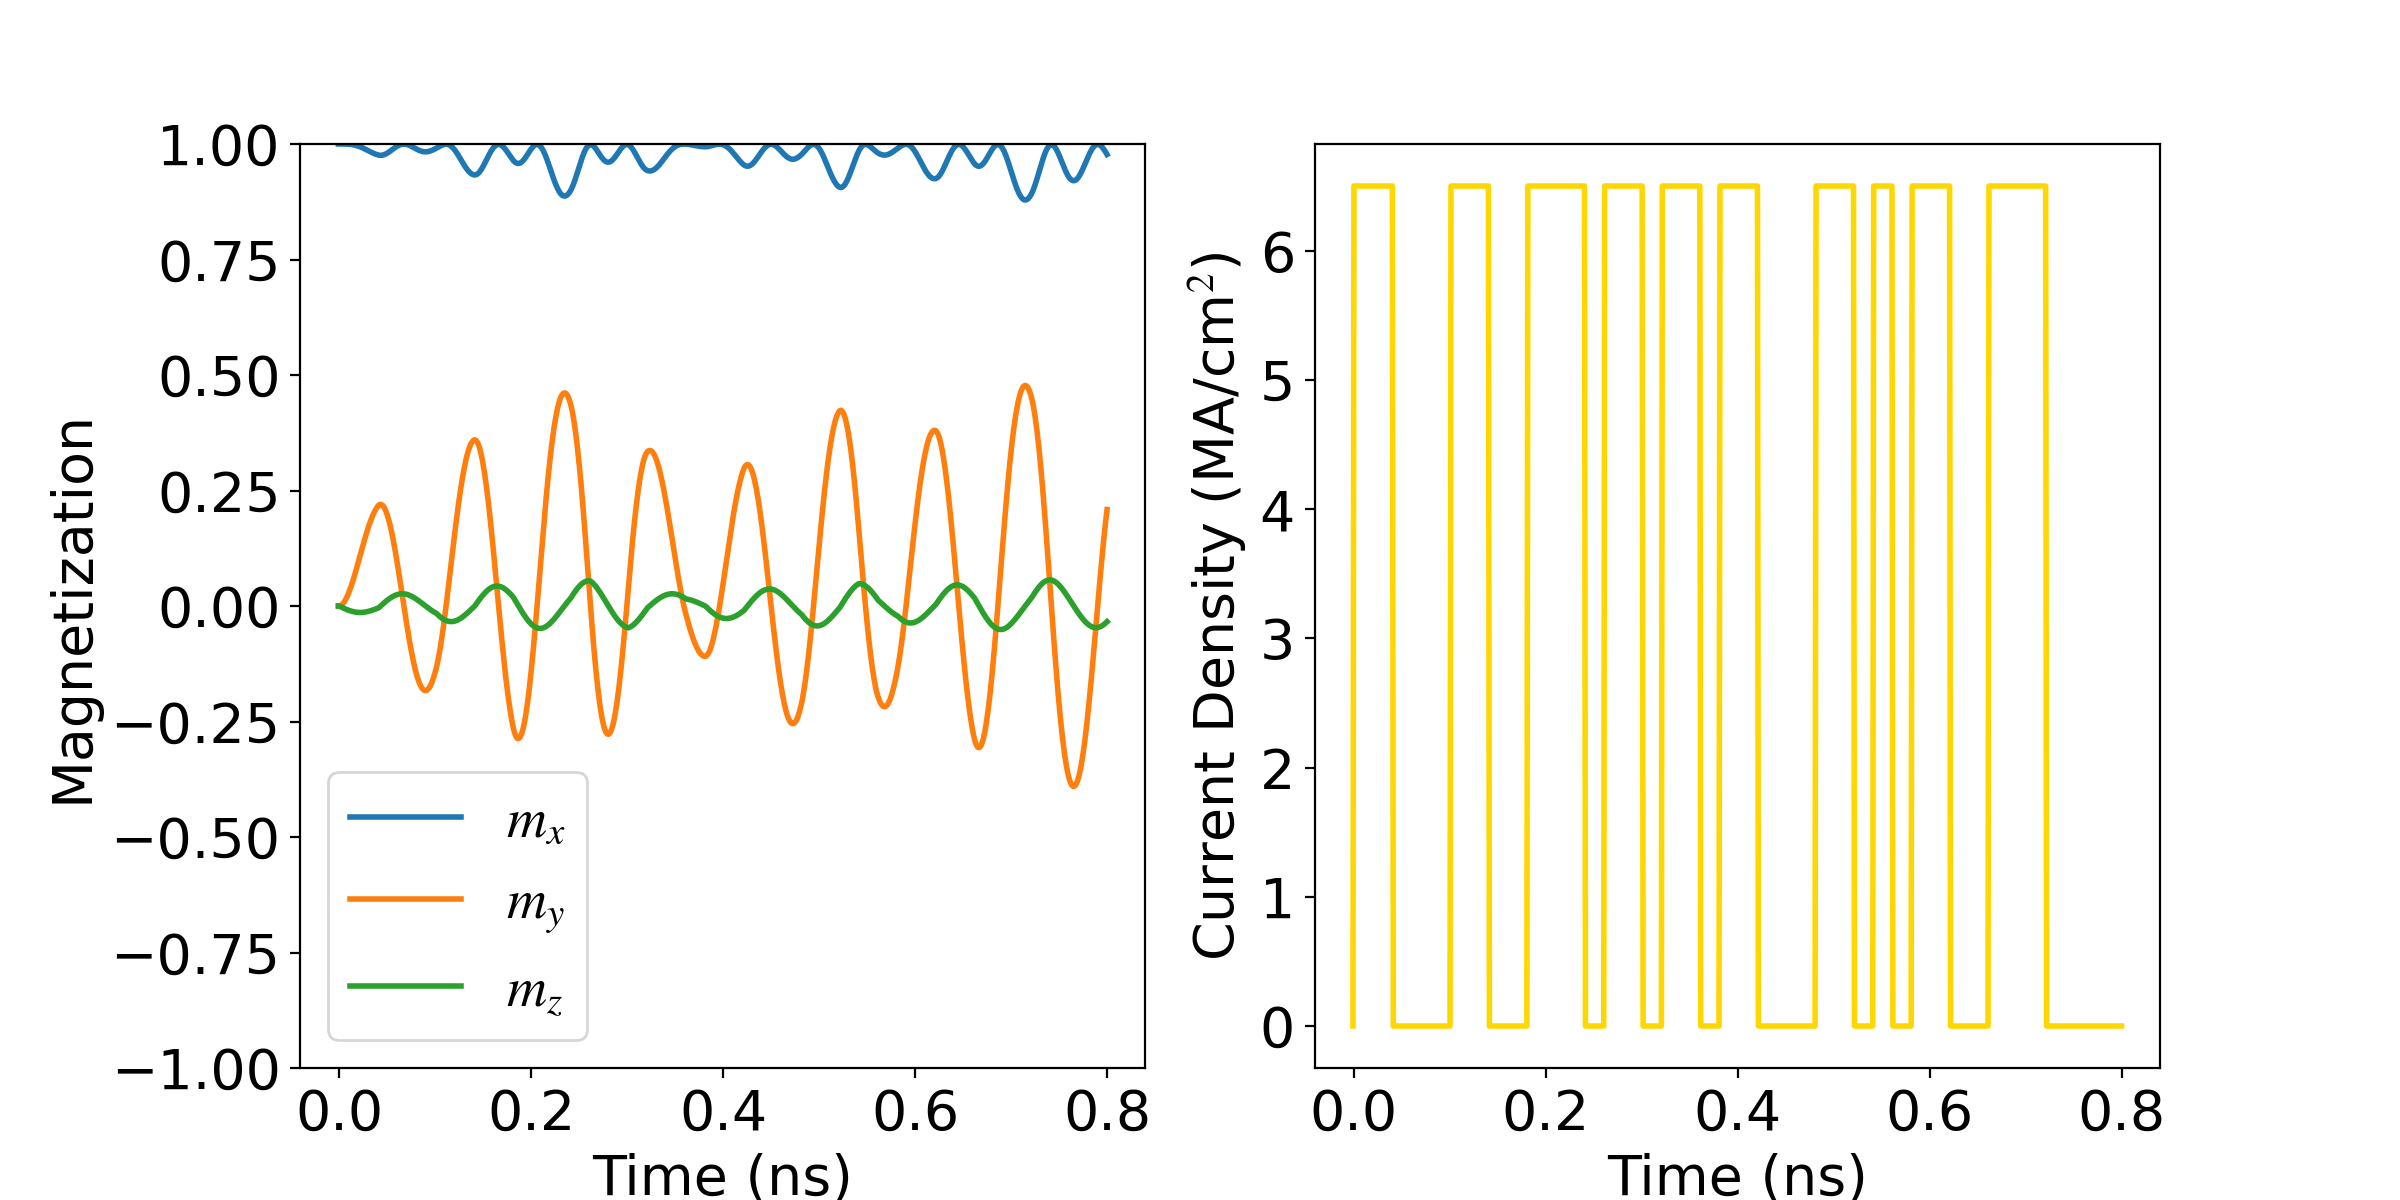 1.00
0.75
0.50
0.25
0.00
−0.25
−0.50
−0.75
−1.00
Magnetization
m_x
m_y
m_z
0.0 0.2 0.4 0.6 0.8
Time (ns)
6
5
4
3
2
1
0
Current Density (MA/cm²)
0.0 0.2 0.4 0.6 0.8
Time (ns)